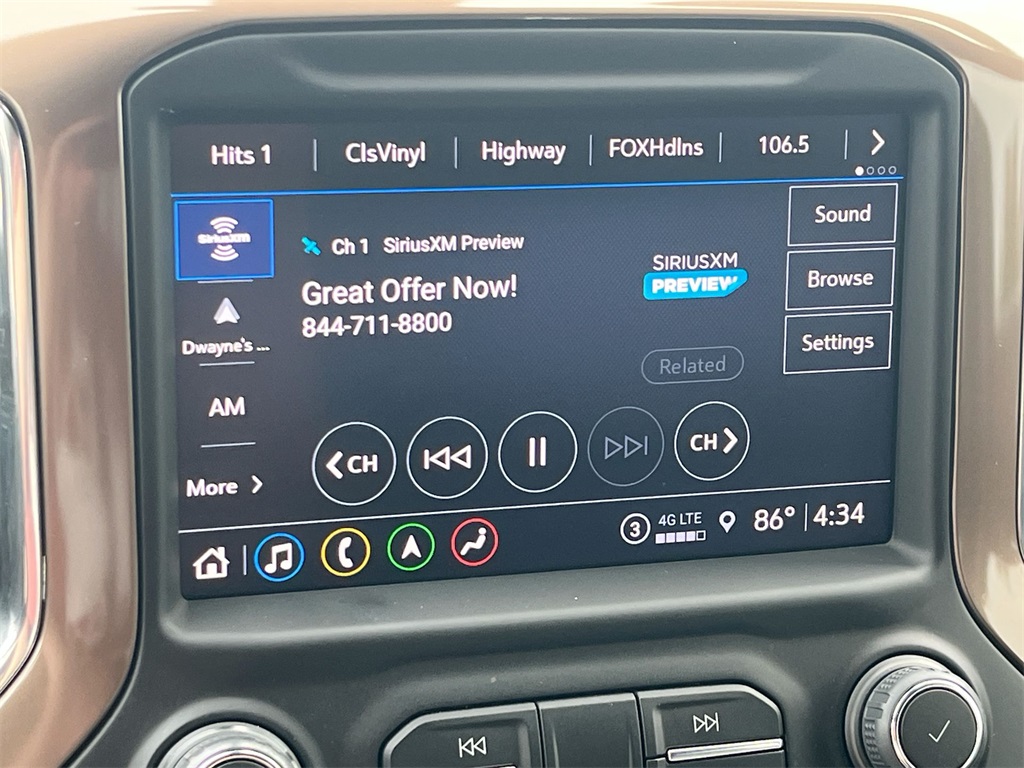 Hits 1 ClsVinyl Highway FOXHdlns 106.5
SiriusXM
Ch 1 SiriusXM Preview
Great Offer Now!
844-711-8800
SIRIUSXM
PREVIEW
Sound
Browse
Settings
Related
Dwayne's ...
AM
More
CH
CH
3 4G LTE 86° 4:34